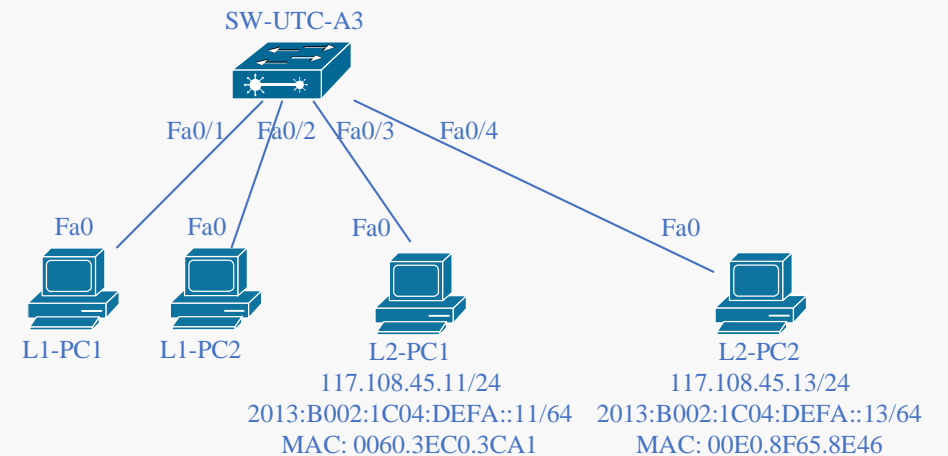 SW-UTC-A3
Fa0/1 Fa0/2 Fa0/3 Fa0/4
Fa0 Fa0 Fa0 Fa0
L1-PC1 L1-PC2 L2-PC1 L2-PC2
117.108.45.11/24 117.108.45.13/24
2013:B002:1C04:DEFA::11/64 2013:B002:1C04:DEFA::13/64
MAC: 0060.3EC0.3CA1 MAC: 00E0.8F65.8E46